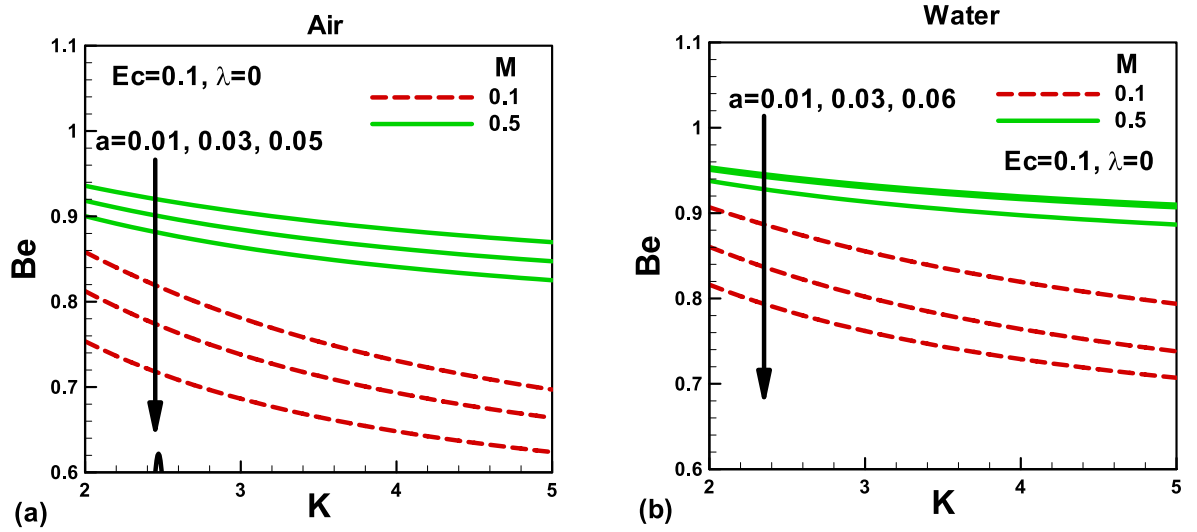 Air
1.1
1
0.9
0.8
0.7
0.6
Be
Ec=0.1, λ=0
M
0.1
0.5
a=0.01, 0.03, 0.05
2
3
4
5
K
(a)
Water
1.1
1
0.9
0.8
0.7
0.6
Be
M
a=0.01, 0.03, 0.06
0.1
0.5
Ec=0.1, λ=0
2
3
4
5
K
(b)